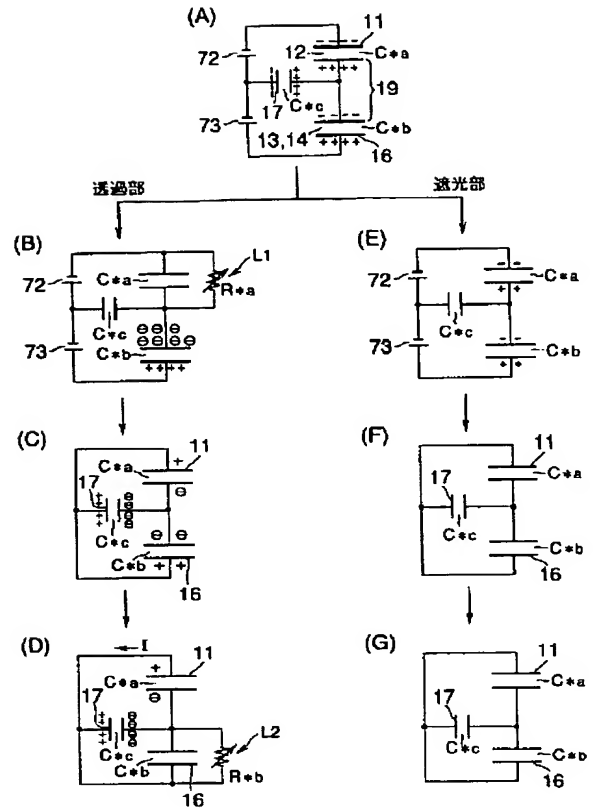 (A)
11
72
12
C*a
17
C*c
19
73
C*b
13,14
16
透過部
遮光部
(B)
72
C*a
L1
R*a
C*c
73
C*b
(E)
72
C*a
C*c
73
C*b
(C)
11
C*a
17
C*c
C*b
16
(F)
11
C*a
17
C*c
C*b
16
(D)
I
11
C*a
17
L2
C*c
C*b
16
R*b
(G)
11
C*a
17
C*c
C*b
16